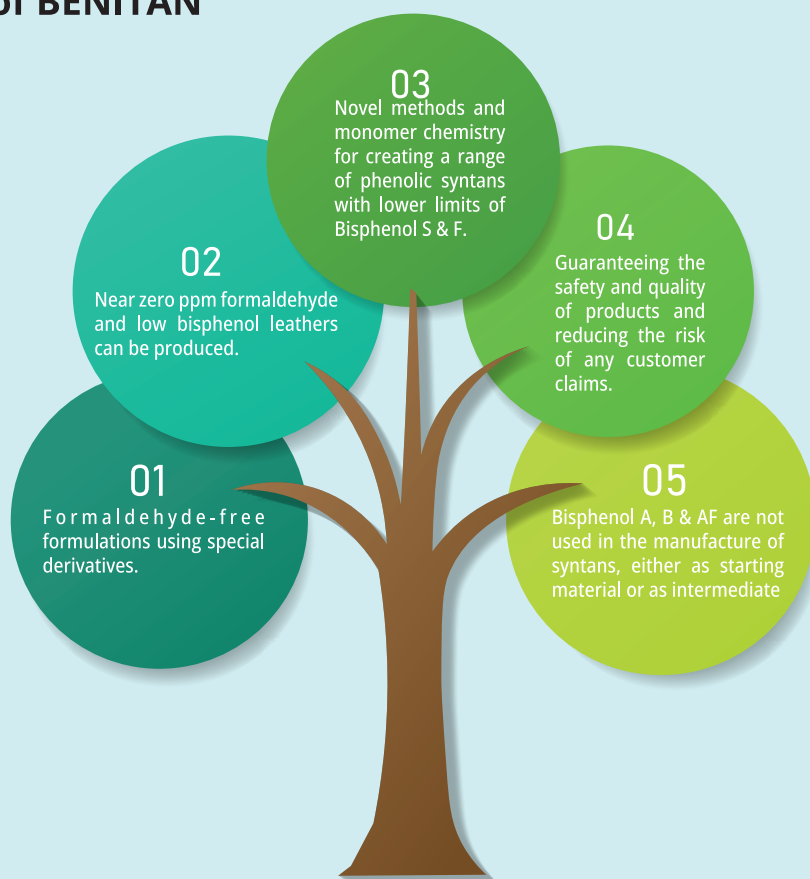 of BENITAN
03
Novel methods and
monomer chemistry
for creating a range
of phenolic syntans
with lower limits of
Bisphenol S & F.
02
Near zero ppm formaldehyde
and low bisphenol leathers
can be produced.
04
Guaranteeing the
safety and quality
of products and
reducing the risk
of any customer
claims.
01
Formaldehyde-free
formulations using special
derivatives.
05
Bisphenol A, B & AF are not
used in the manufacture of
syntans, either as starting
material or as intermediate